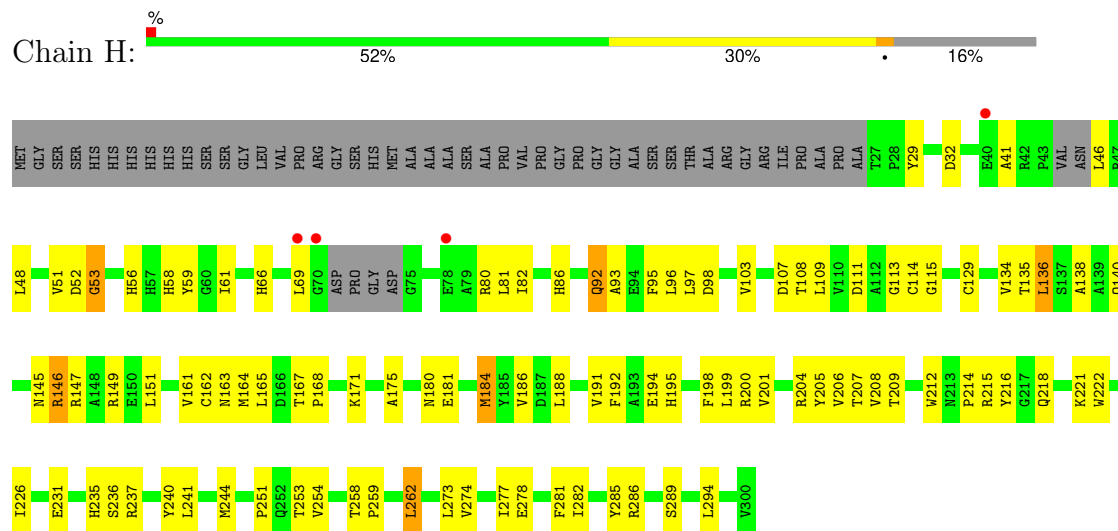 %
Chain H:
52% 30% • 16%
MET GLY SER SER HIS HIS HIS HIS HIS HIS SER SER GLY LEU VAL PRO ARG GLY SER HIS MET ALA ALA ALA SER ALA PRO VAL PRO GLY PRO GLY GLY ALA SER SER THR ALA ARG GLY ARG ILE PRO ALA PRO ALA T27 P28 Y29 D32 E40 A41 R42 P43 VAL ASN L46 R47
L48 V51 D52 G53 H56 H57 H58 Y59 G60 I61 H66 L69 G70 ASP PRO GLY ASP G75 E78 A79 R80 L81 I82 H86 Q92 A93 E94 F95 L96 L97 D98 V103 D107 T108 L109 V110 D111 A112 G113 C114 G115 C129 V134 T135 L136 S137 A138 A139 Q140
N145 R146 R147 A148 R149 E150 L151 V161 C162 N163 M164 L165 D166 T167 P168 K171 A175 N180 E181 M184 Y185 V186 D187 L188 V191 F192 A193 E194 H195 F198 L199 R200 V201 R204 Y205 V206 T207 V208 T209 W212 N213 P214 R215 Y216 G217 Q218 K221 W222
I226 E231 H235 S236 R237 Y240 L241 M244 P251 Q252 T253 V254 T258 P259 L262 L273 V274 I277 E278 F281 I282 Y285 R286 S289 L294 V300